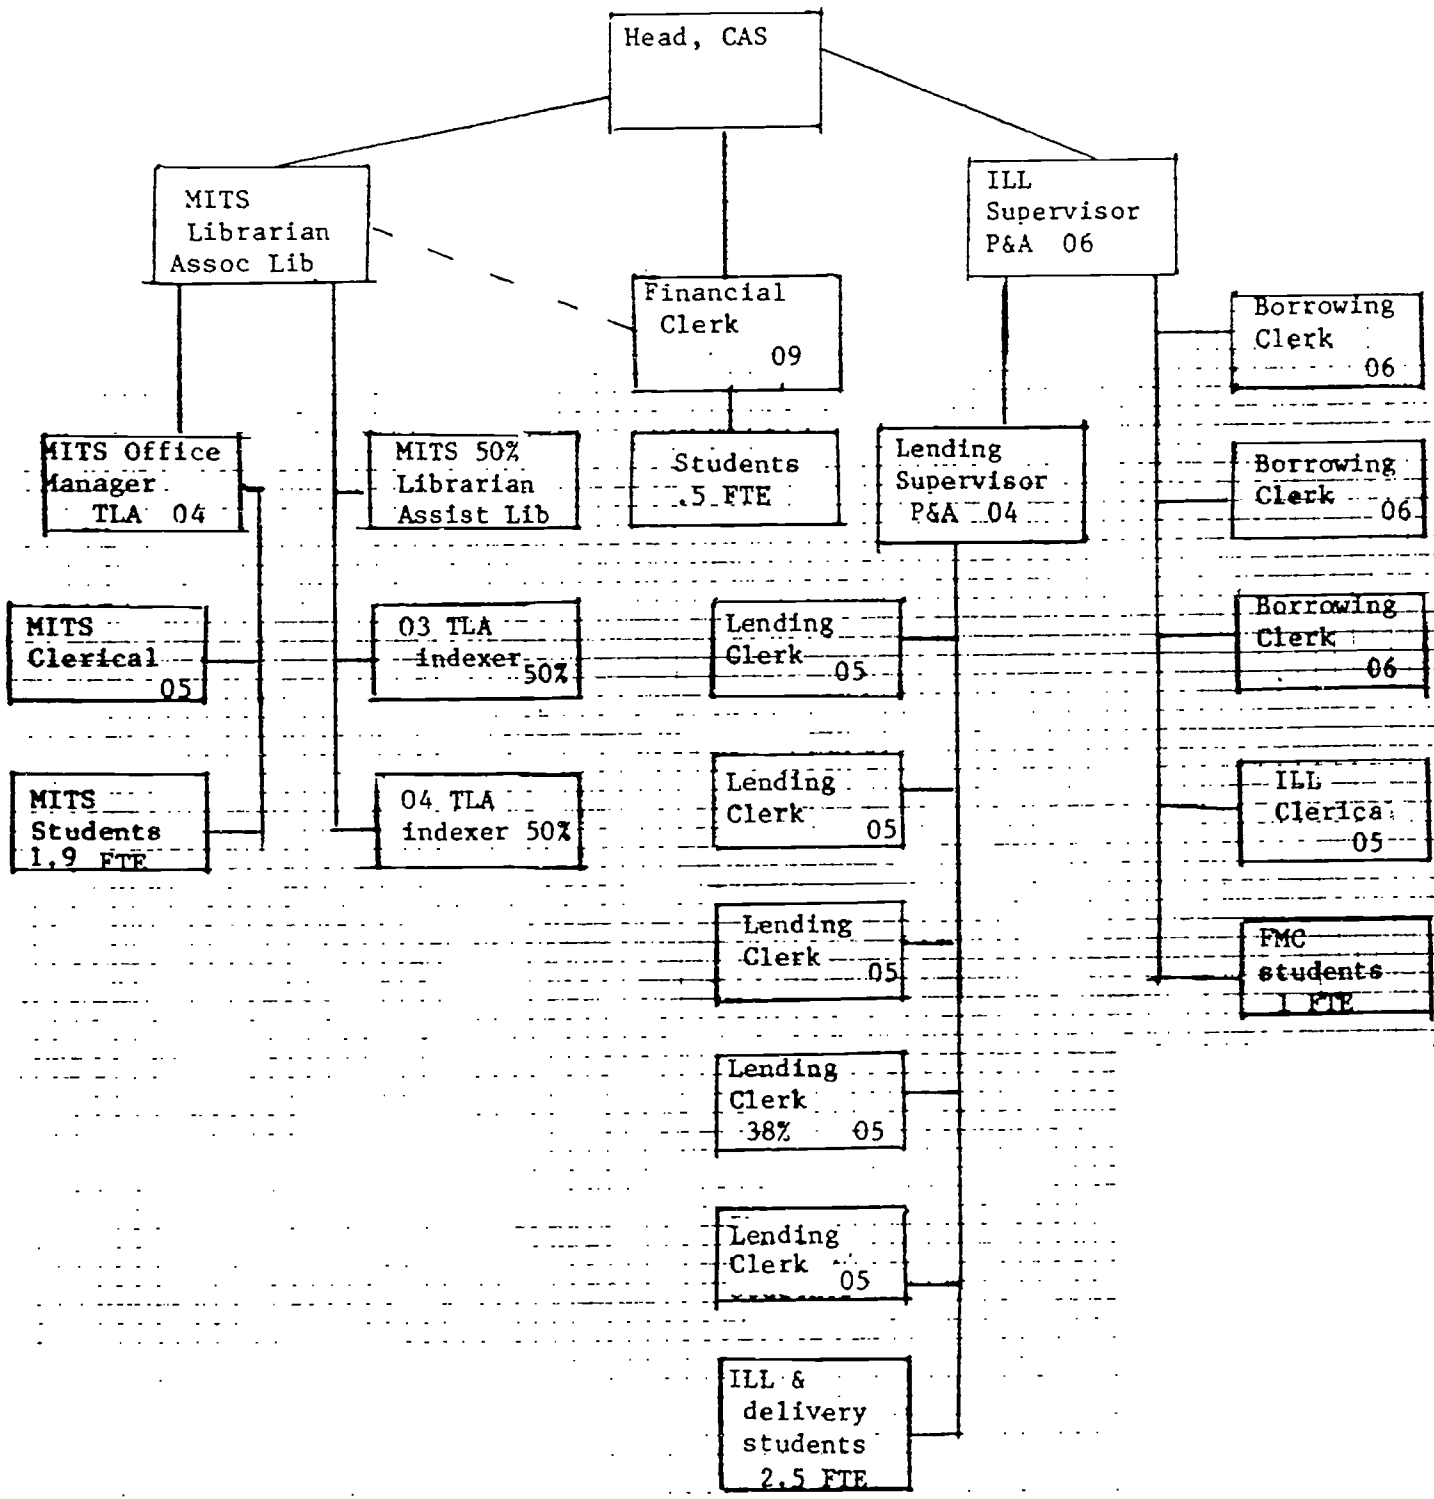 Head, CAS
MITS
Librarian
Assoc Lib
ILL
Supervisor
P&A 06
Financial
Clerk
09
Borrowing
Clerk
06
MITS Office
Manager
TLA 04
MITS 50%
Librarian
Assist Lib
Students
.5 FTE
Lending
Supervisor
P&A 04
Borrowing
Clerk
06
MITS
Clerical
05
03 TLA
indexer
50%
Lending
Clerk
05
Borrowing
Clerk
06
MITS
Students
1.9 FTE
04 TLA
indexer 50%
Lending
Clerk
05
ILL
Clerica
05
Lending
Clerk
05
FMC
students
1 FTE
Lending
Clerk
38% 05
Lending
Clerk
05
ILL &
delivery
students
2.5 FTE